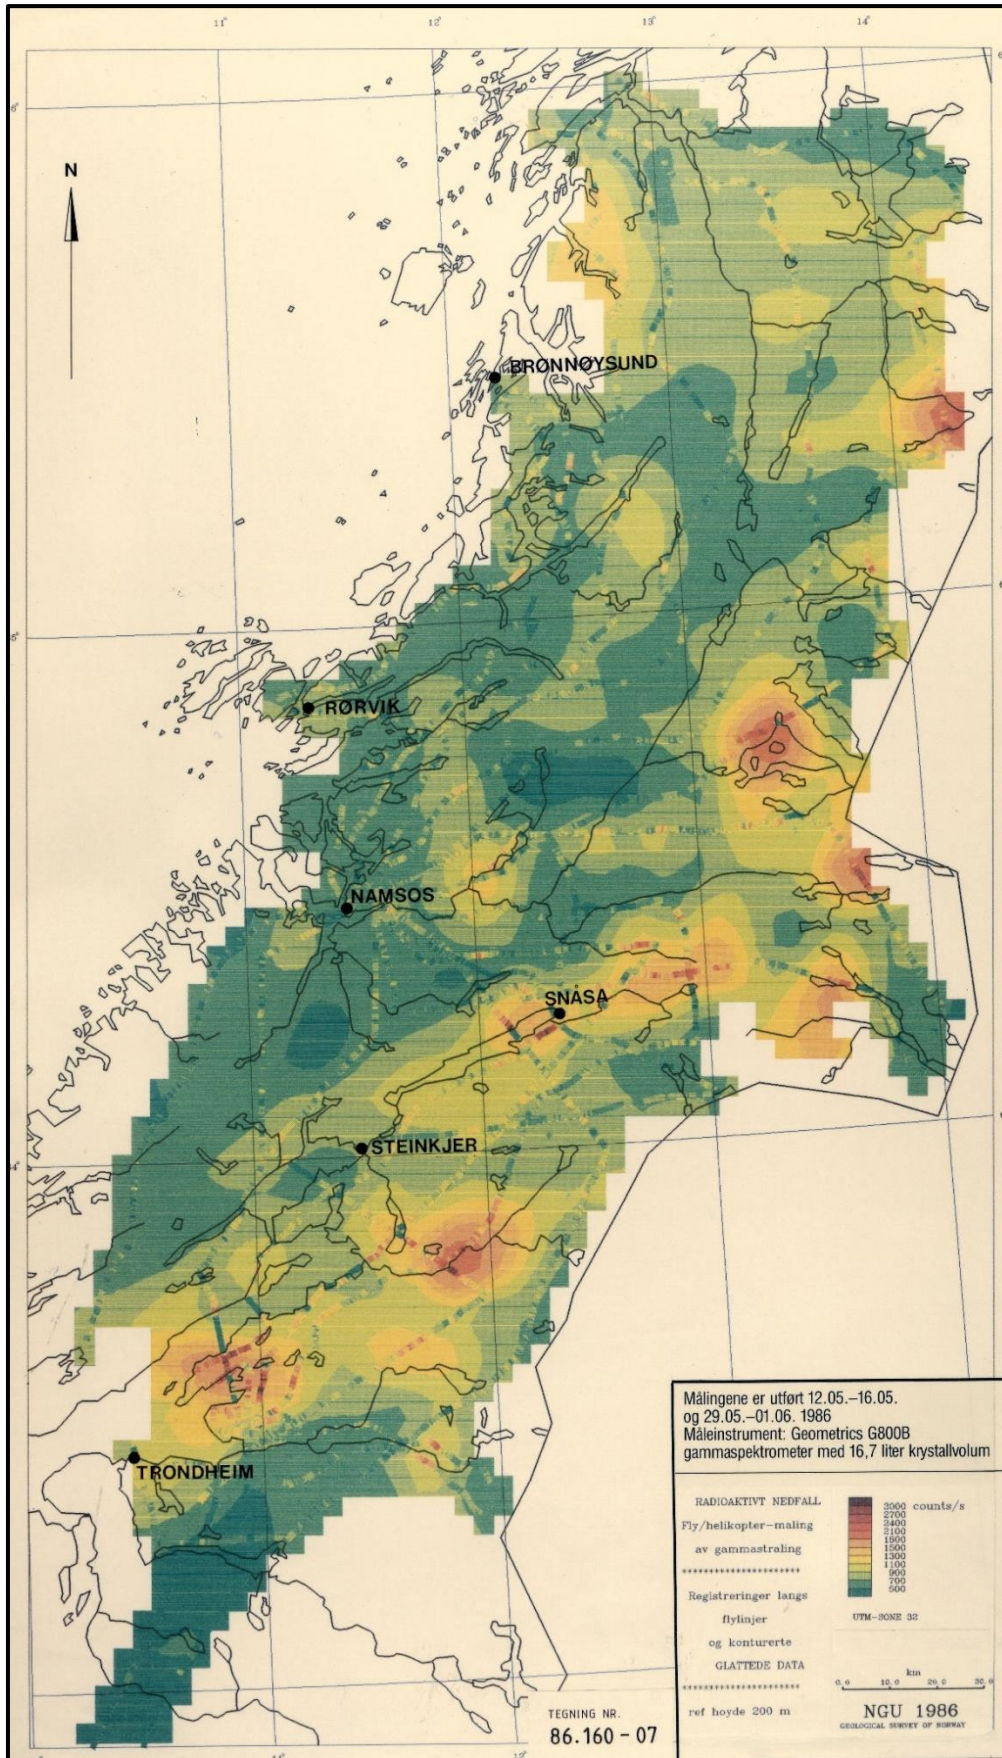 11°
12°
13°
14°
N
BRØNNØYSUND
RØRVIK
NAMSOS
SNÅSA
STEINKJER
TRONDHEIM
Målingene er utført 12.05.–16.05.
og 29.05.–01.06. 1986
Måleinstrument: Geometrics G800B
gammaspektrometer med 16,7 liter krystallvolum
RADIOAKTIVT NEDFALL
Fly/helikopter-maling
av gammastraling
**********************
Registreringer langs
flylinjer
og konturerte
GLATTEDE DATA
**********************
ref hoyde 200 m
3000 counts/s
2700
2400
2100
1800
1500
1300
1100
900
700
500
UTM-SONE 32
km
0.0 10.0 20.0 30.0
NGU 1986
GEOLOGICAL SURVEY OF NORWAY
TEGNING NR.
86.160 – 07
12°